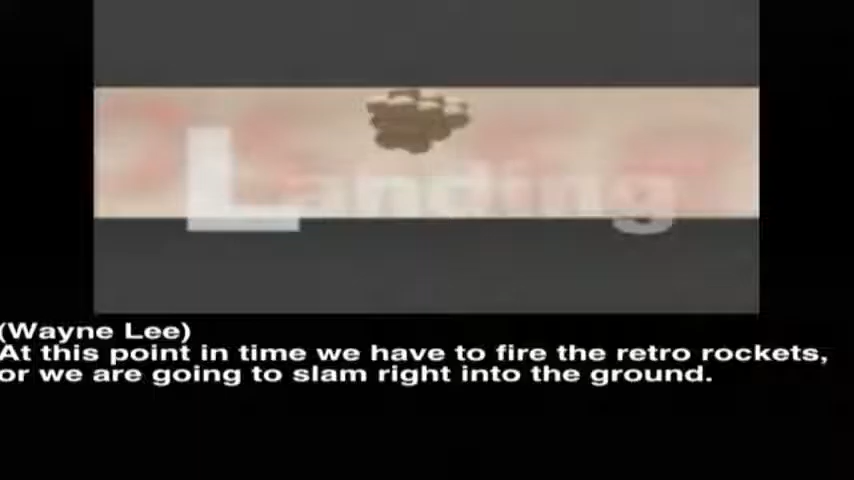 Landing
(Wayne Lee)
At this point in time we have to fire the retro rockets,
or we are going to slam right into the ground.